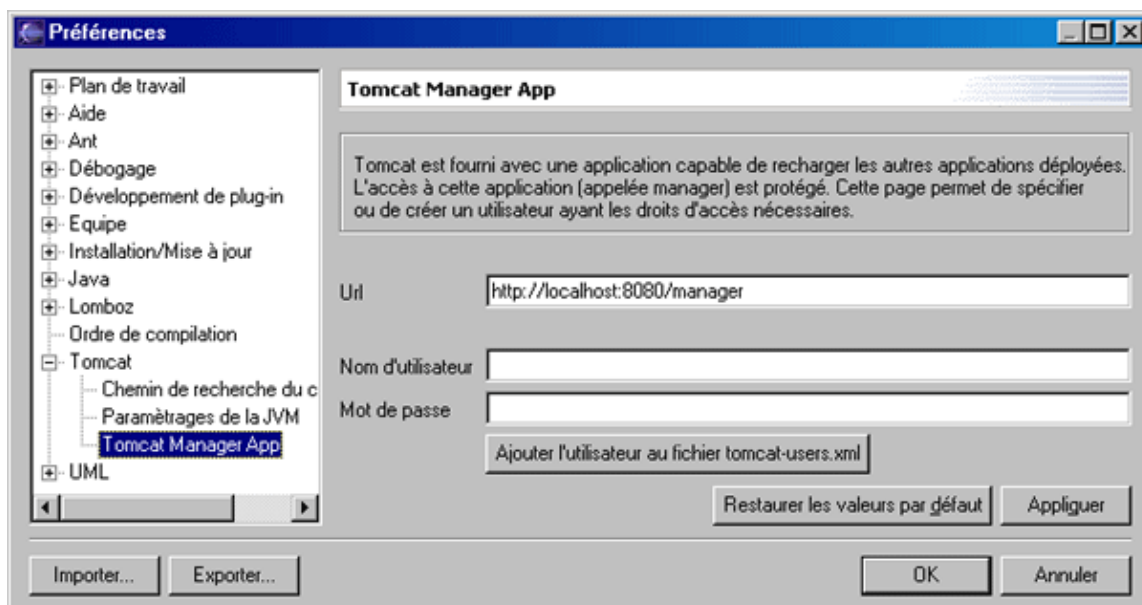 Préférences
Plan de travail
Aide
Ant
Débogage
Développement de plug-in
Equipe
Installation/Mise à jour
Java
Lomboz
Ordre de compilation
Tomcat
Chemin de recherche du c
Paramètrages de la JVM
Tomcat Manager App
UML
Tomcat Manager App
Tomcat est fourni avec une application capable de recharger les autres applications déployées.
L'accès à cette application (appelée manager) est protégé. Cette page permet de spécifier
ou de créer un utilisateur ayant les droits d'accès nécessaires.
Url http://localhost:8080/manager
Nom d'utilisateur
Mot de passe
Ajouter l'utilisateur au fichier tomcat-users.xml
Restaurer les valeurs par défaut Appliquer
Importer... Exporter... OK Annuler